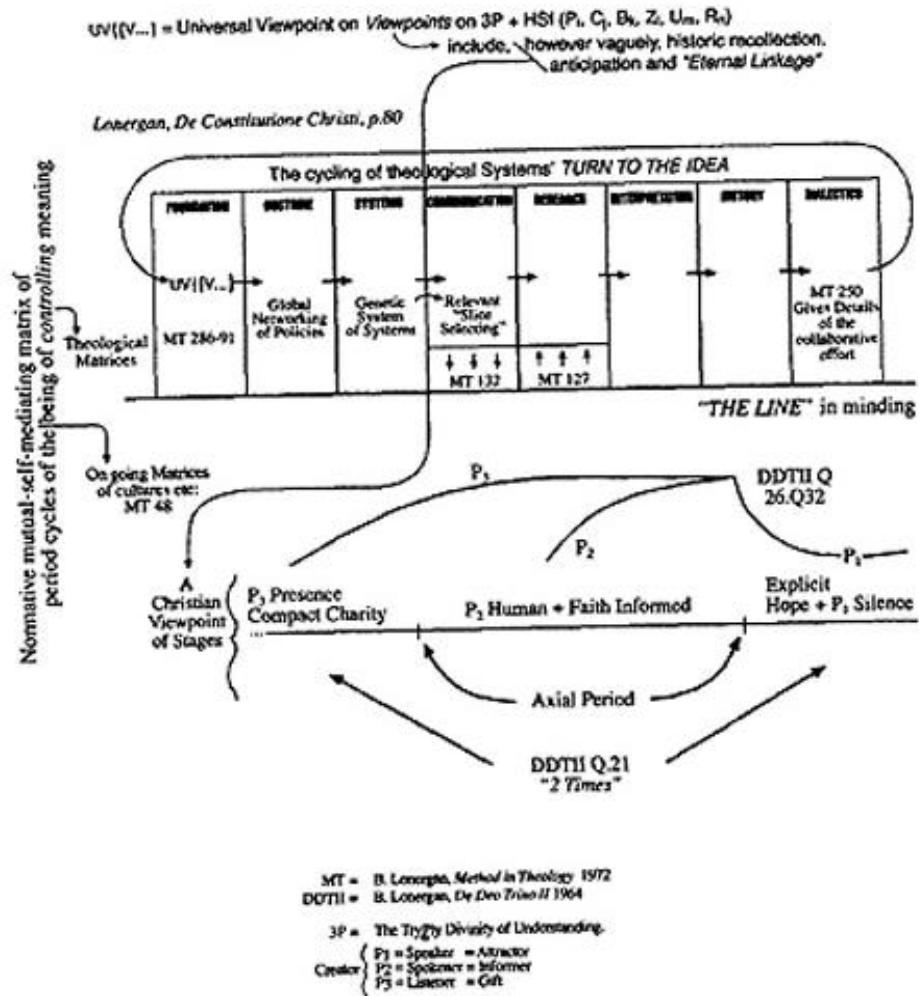 UV{[V...] = Universal Viewpoint on Viewpoints on 3P + HSf (Pi, Cj, Bk, Zl, Um, Rn)
include, however vaguely, historic recollection,
anticipation and "Eternal Linkage"
Lonergan, De Constitutione Christi, p.80
The cycling of theological Systems' TURN TO THE IDEA
FOUNDATION DOCTRINE SYSTEMS COMMUNICATION RESEARCH INTERPRETATION HISTORY DIALECTICS
UV{[V...]
MT 286-91
Global
Networking
of Policies
Genetic
System
of Systems
Relevant
"Slice
Selecting"
MT 132
MT 127
MT 250
Gives Details
of the
collaborative
effort
Normative mutual-self-mediating matrix of
period cycles of the being of controlling meaning
Theological
Matrices
"THE LINE" in minding
On going Matrices
of cultures etc:
MT 48
P3
P2
P1
DDTII Q
26.Q32
A
Christian
Viewpoint
of Stages
P3 Presence
Compact Charity
...
P2 Human + Faith Informed
Explicit
Hope + P1 Silence
Axial Period
DDTII Q.21
"2 Times"
MT = B. Lonergan, Method in Theology 1972
DDTII = B. Lonergan, De Deo Trino II 1964
3P = The Divinity of Understanding.
Creator
P1 = Speaker = Attractor
P2 = Spokener = Informer
P3 = Listener = Gift